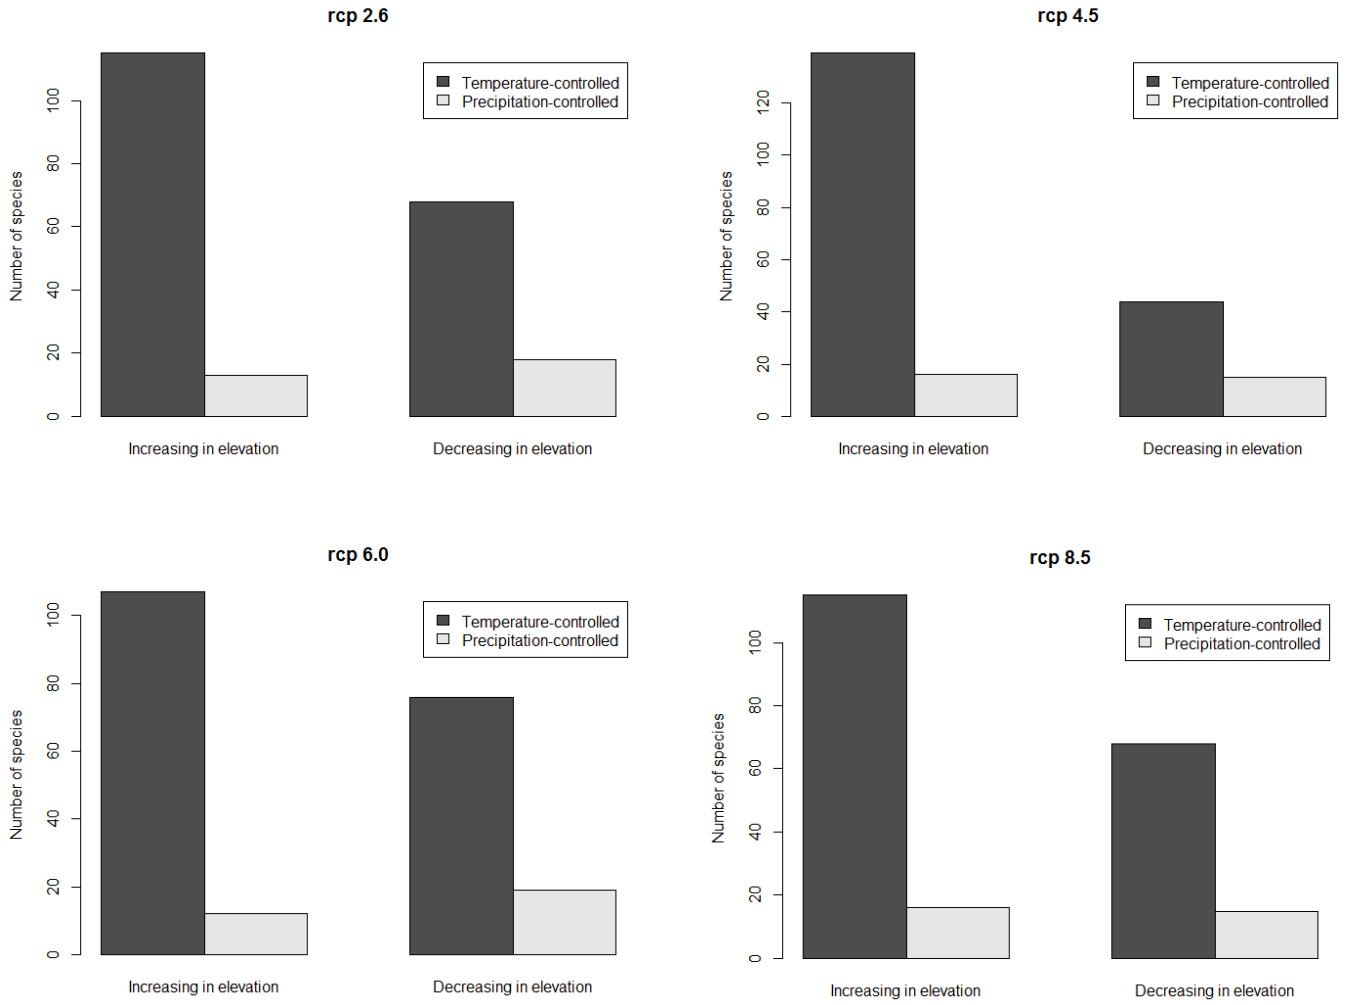 rcp 2.6
Temperature-controlled
Precipitation-controlled
Number of species
0
20
40
60
80
100
Increasing in elevation
Decreasing in elevation
rcp 4.5
Temperature-controlled
Precipitation-controlled
Number of species
0
20
40
60
80
100
120
Increasing in elevation
Decreasing in elevation
rcp 6.0
Temperature-controlled
Precipitation-controlled
Number of species
0
20
40
60
80
100
Increasing in elevation
Decreasing in elevation
rcp 8.5
Temperature-controlled
Precipitation-controlled
Number of species
0
20
40
60
80
100
Increasing in elevation
Decreasing in elevation